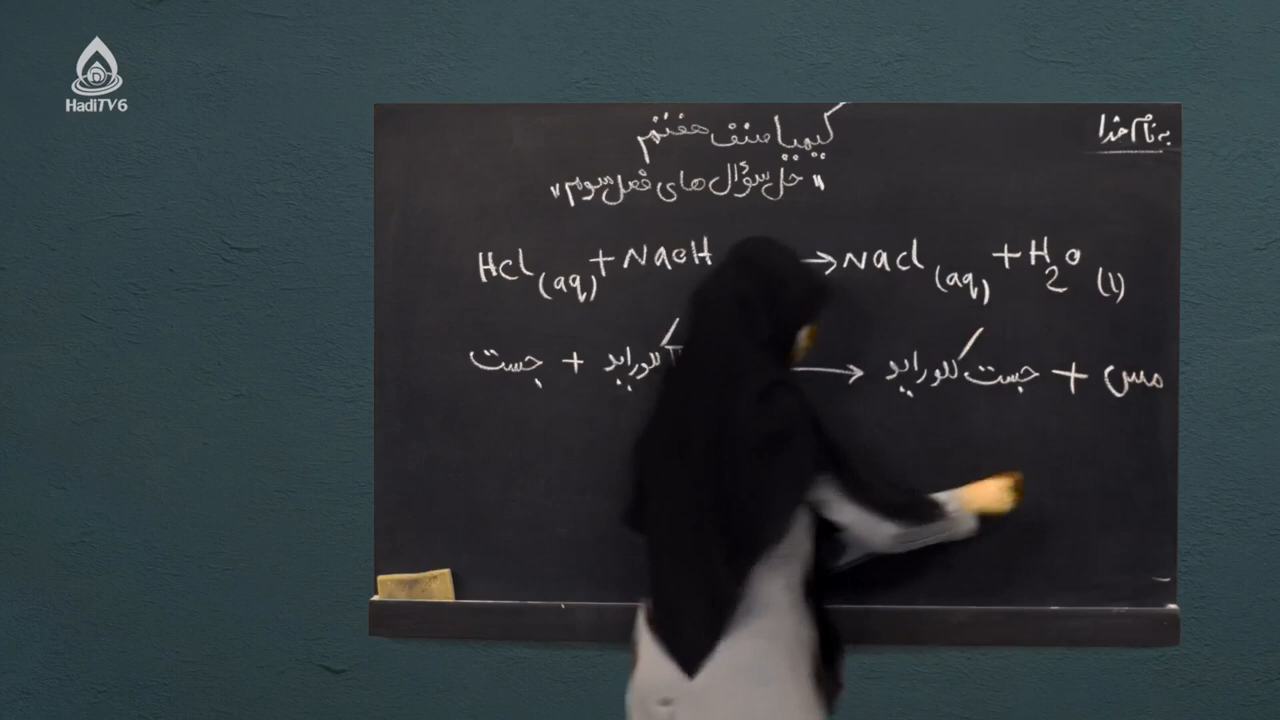 HadiTV6
به نام خدا
کیمیا صنف هفتم
"حل سؤال های فصل سوم"
HCl (aq) + NaOH → NaCl (aq) + H2O (l)
جست + کلوراید → جست کلوراید + مس